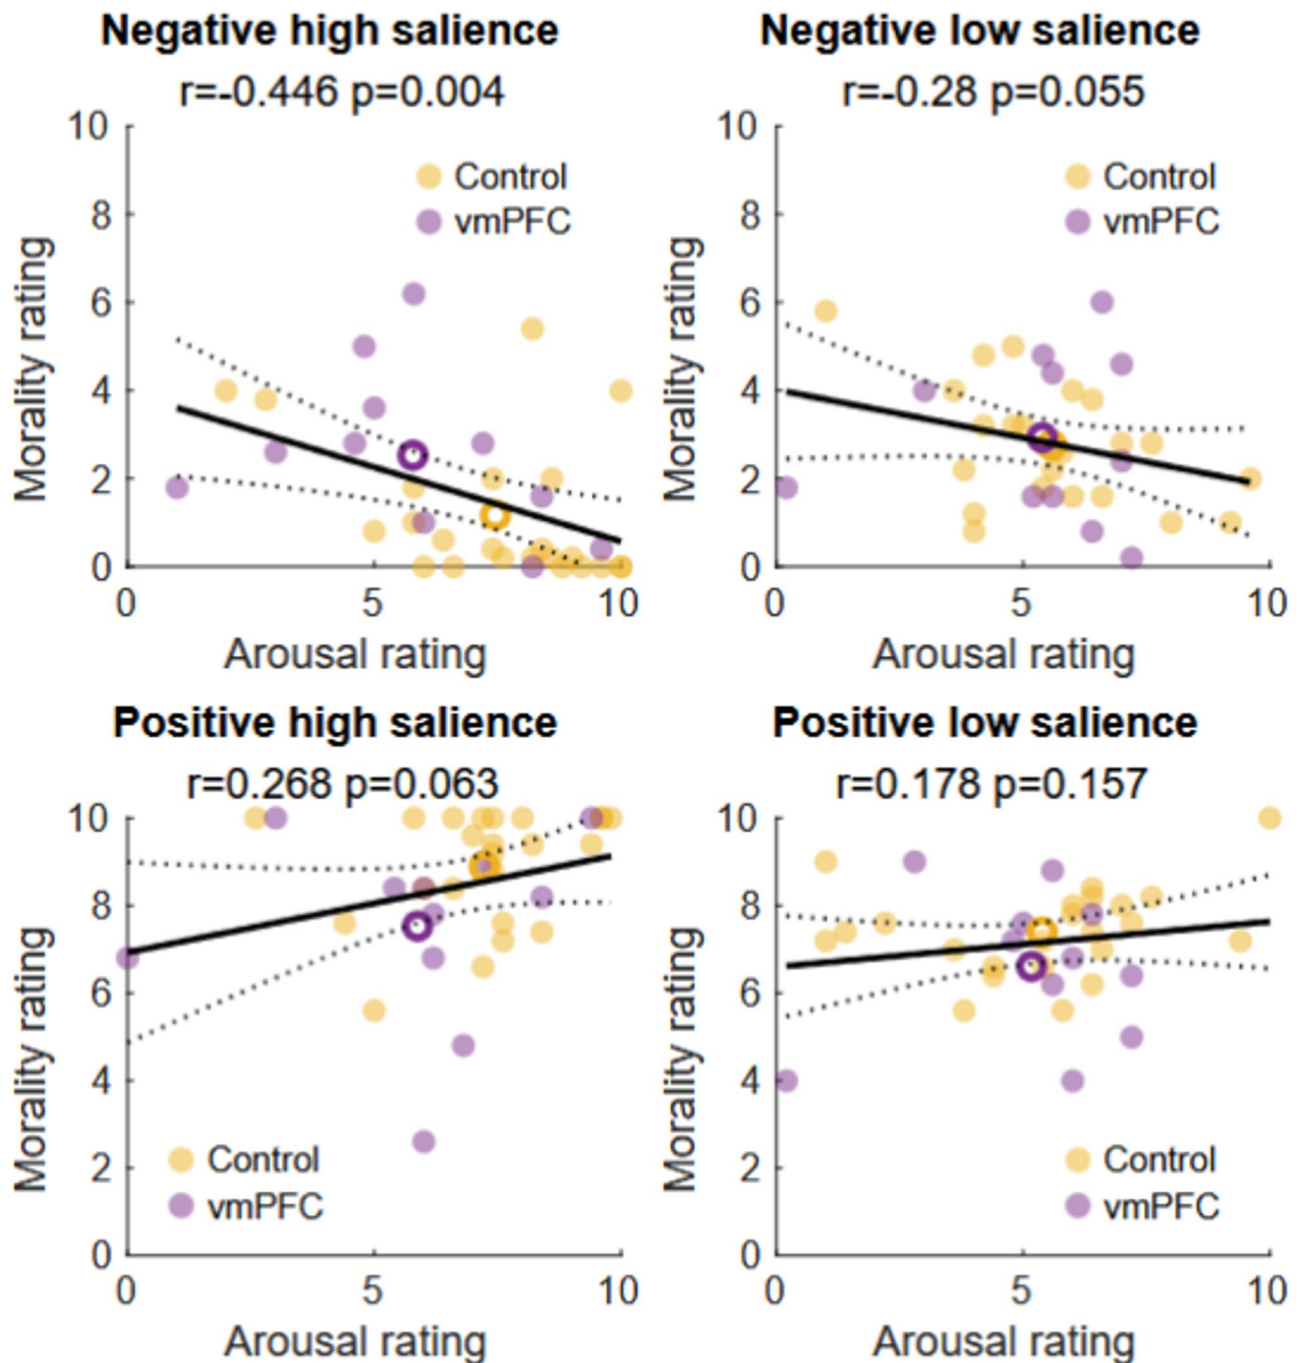 Negative high salience
r=-0.446 p=0.004
10
8
6
4
2
0
0 5 10
Morality rating
Arousal rating
Control
vmPFC
Negative low salience
r=-0.28 p=0.055
10
8
6
4
2
0
0 5 10
Morality rating
Arousal rating
Control
vmPFC
Positive high salience
r=0.268 p=0.063
10
8
6
4
2
0
0 5 10
Morality rating
Arousal rating
Control
vmPFC
Positive low salience
r=0.178 p=0.157
10
8
6
4
2
0
0 5 10
Morality rating
Arousal rating
Control
vmPFC